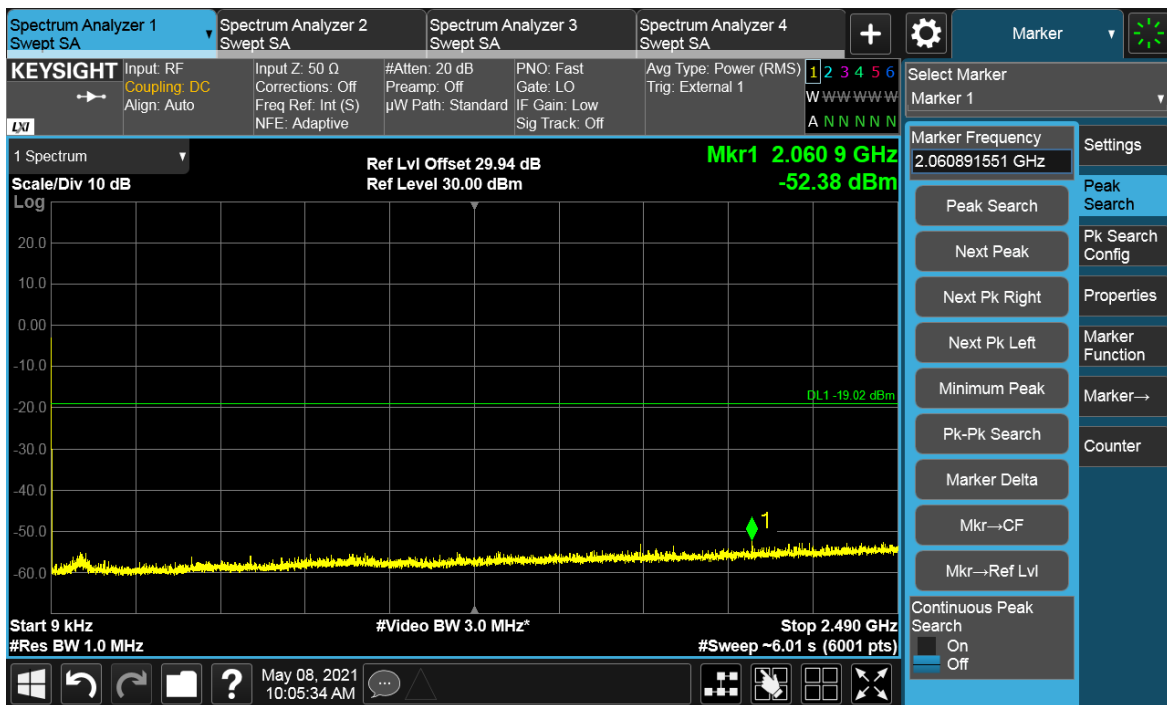 Spectrum Analyzer 1
Swept SA
Spectrum Analyzer 2
Swept SA
Spectrum Analyzer 3
Swept SA
Spectrum Analyzer 4
Swept SA
+
Marker
KEYSIGHT
LXI
Input: RF
Coupling: DC
Align: Auto
Input Z: 50 Ω
Corrections: Off
Freq Ref: Int (S)
NFE: Adaptive
#Atten: 20 dB
Preamp: Off
µW Path: Standard
PNO: Fast
Gate: LO
IF Gain: Low
Sig Track: Off
Avg Type: Power (RMS)
Trig: External 1
1 2 3 4 5 6
W W W W W W
A N N N N N
Select Marker
Marker 1
1 Spectrum
Scale/Div 10 dB
Log
Ref Lvl Offset 29.94 dB
Ref Level 30.00 dBm
Mkr1 2.060 9 GHz
-52.38 dBm
20.0
10.0
0.00
-10.0
-20.0
-30.0
-40.0
-50.0
-60.0
DL1 -19.02 dBm
1
Start 9 kHz
#Res BW 1.0 MHz
#Video BW 3.0 MHz*
Stop 2.490 GHz
#Sweep ~6.01 s (6001 pts)
Marker Frequency
2.060891551 GHz
Peak Search
Next Peak
Next Pk Right
Next Pk Left
Minimum Peak
Pk-Pk Search
Marker Delta
Mkr→CF
Mkr→Ref Lvl
Continuous Peak
Search
On
Off
Settings
Peak
Search
Pk Search
Config
Properties
Marker
Function
Marker→
Counter
?
May 08, 2021
10:05:34 AM